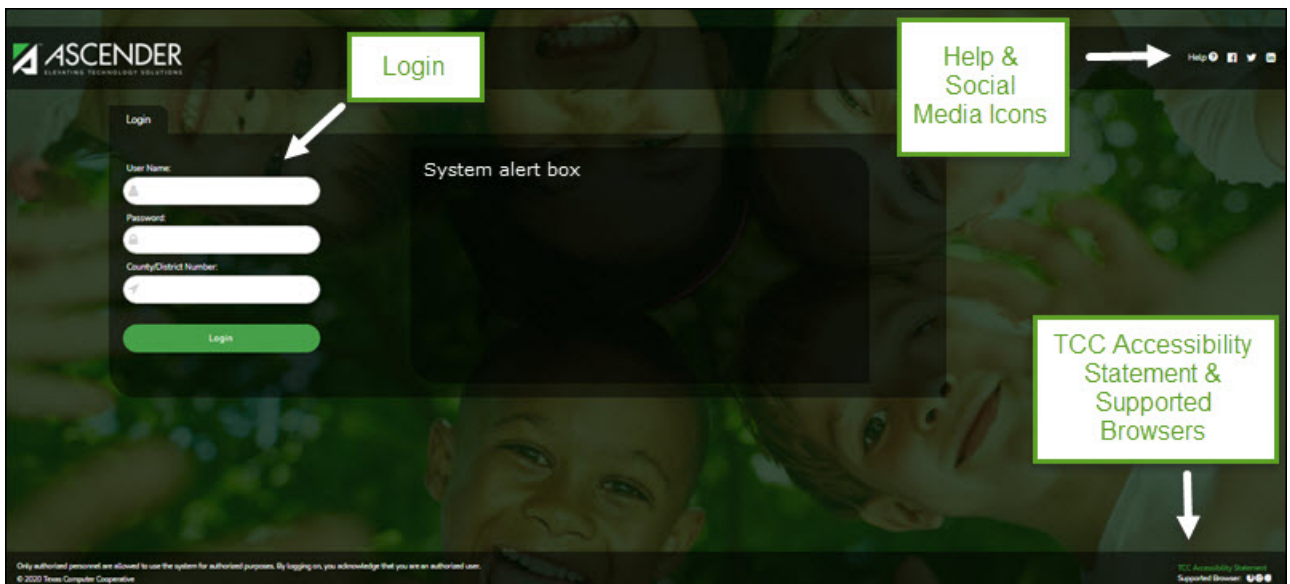 ASCENDER
ELEVATING TECHNOLOGY SOLUTIONS
Login
Help &
Social
Media Icons
Help
Login
User Name:
Password:
County/District Number:
Login
System alert box
TCC Accessibility
Statement &
Supported
Browsers
Only authorized personnel are allowed to use the system for authorized purposes. By logging on, you acknowledge that you are an authorized user.
© 2020 Texas Computer Cooperative
TCC Accessibility Statement
Supported Browser: